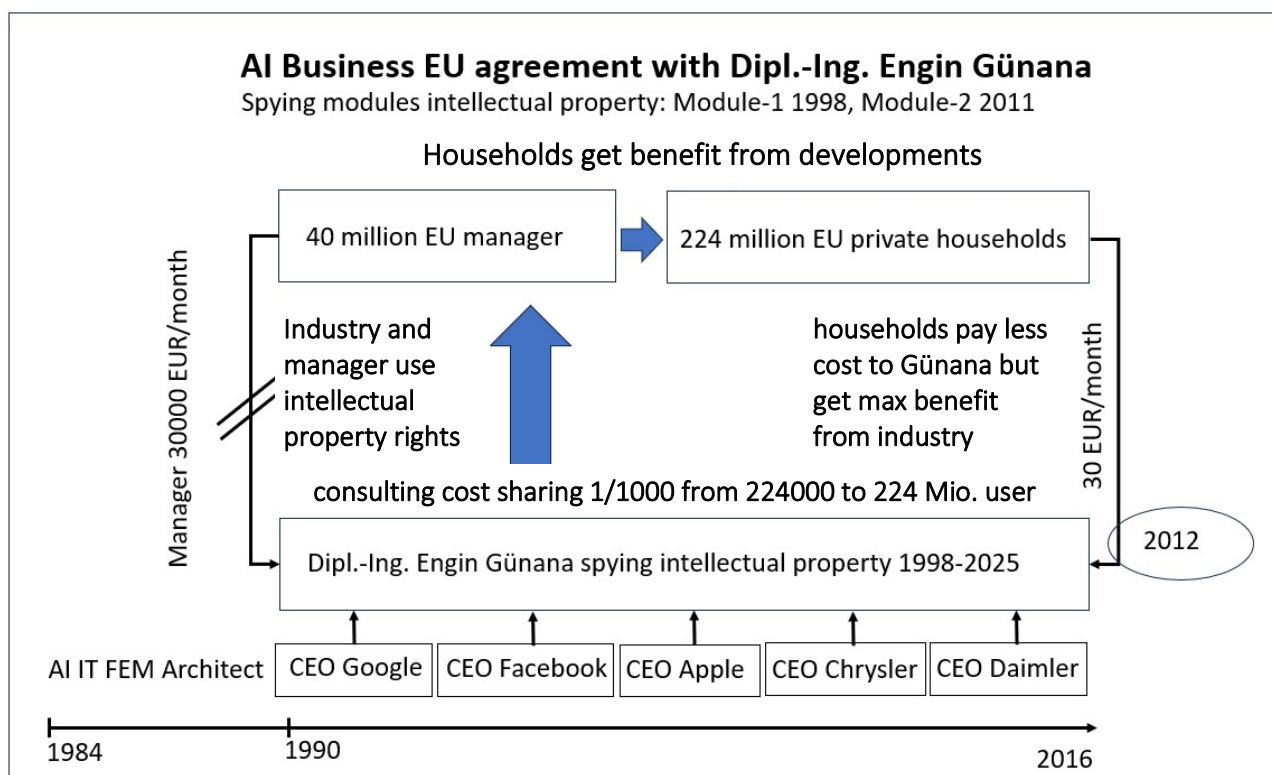 AI Business EU agreement with Dipl.-Ing. Engin Günana
Spying modules intellectual property: Module-1 1998, Module-2 2011
Households get benefit from developments
40 million EU manager
224 million EU private households
Manager 30000 EUR/month
Industry and
manager use
intellectual
property rights
households pay less
cost to Günana but
get max benefit
from industry
30 EUR/month
consulting cost sharing 1/1000 from 224000 to 224 Mio. user
Dipl.-Ing. Engin Günana spying intellectual property 1998-2025
2012
AI IT FEM Architect
CEO Google
CEO Facebook
CEO Apple
CEO Chrysler
CEO Daimler
1984
1990
2016